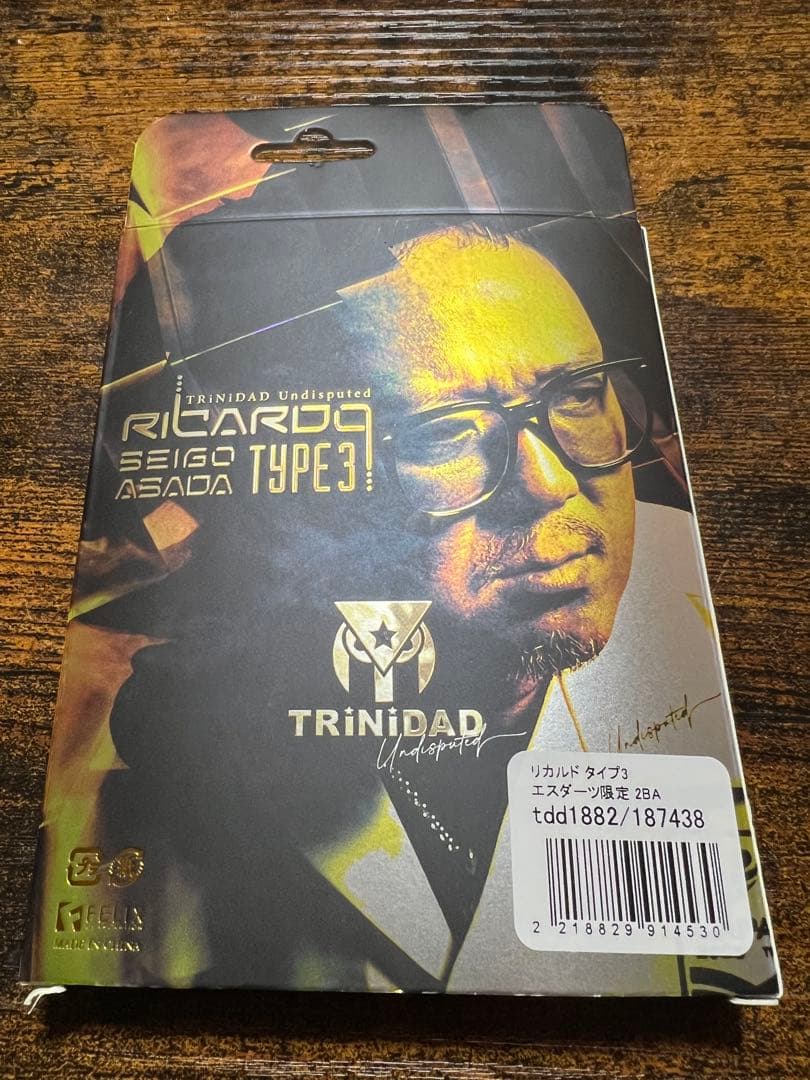 TRiNiDAD Undisputed
RICARDO
SEIGO
ASADA
TYPE3
TRiNiDAD
Undisputed
Undisputed
リカルド タイプ3
エスダーツ限定 2BA
tdd1882/187438
2 218829 914530
FELIX
MADE IN CHINA